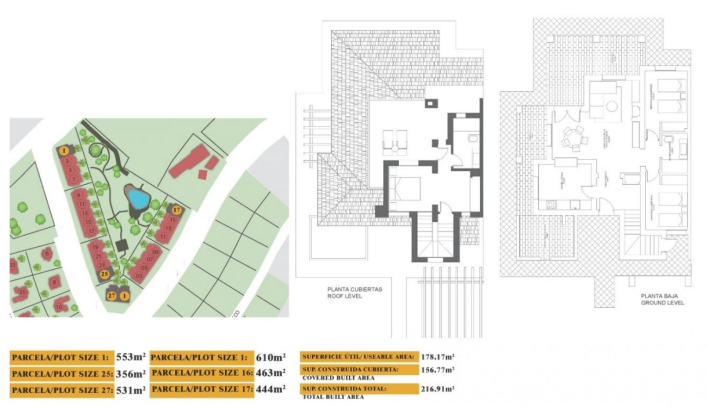 PLANTA CUBIERTAS
ROOF LEVEL
PLANTA BAJA
GROUND LEVEL
PARCELA/PLOT SIZE 1: 553m²
PARCELA/PLOT SIZE 25: 356m²
PARCELA/PLOT SIZE 27: 531m²
PARCELA/PLOT SIZE 1: 610m²
PARCELA/PLOT SIZE 16: 463m²
PARCELA/PLOT SIZE 17: 444m²
SUPERFICIE ÚTIL/ USEABLE AREA: 178.17m²
SUP. CONSTRUIDA CUBIERTA: 156.77m²
COVERED BUILT AREA
SUP. CONSTRUIDA TOTAL: 216.91m²
TOTAL BUILT AREA